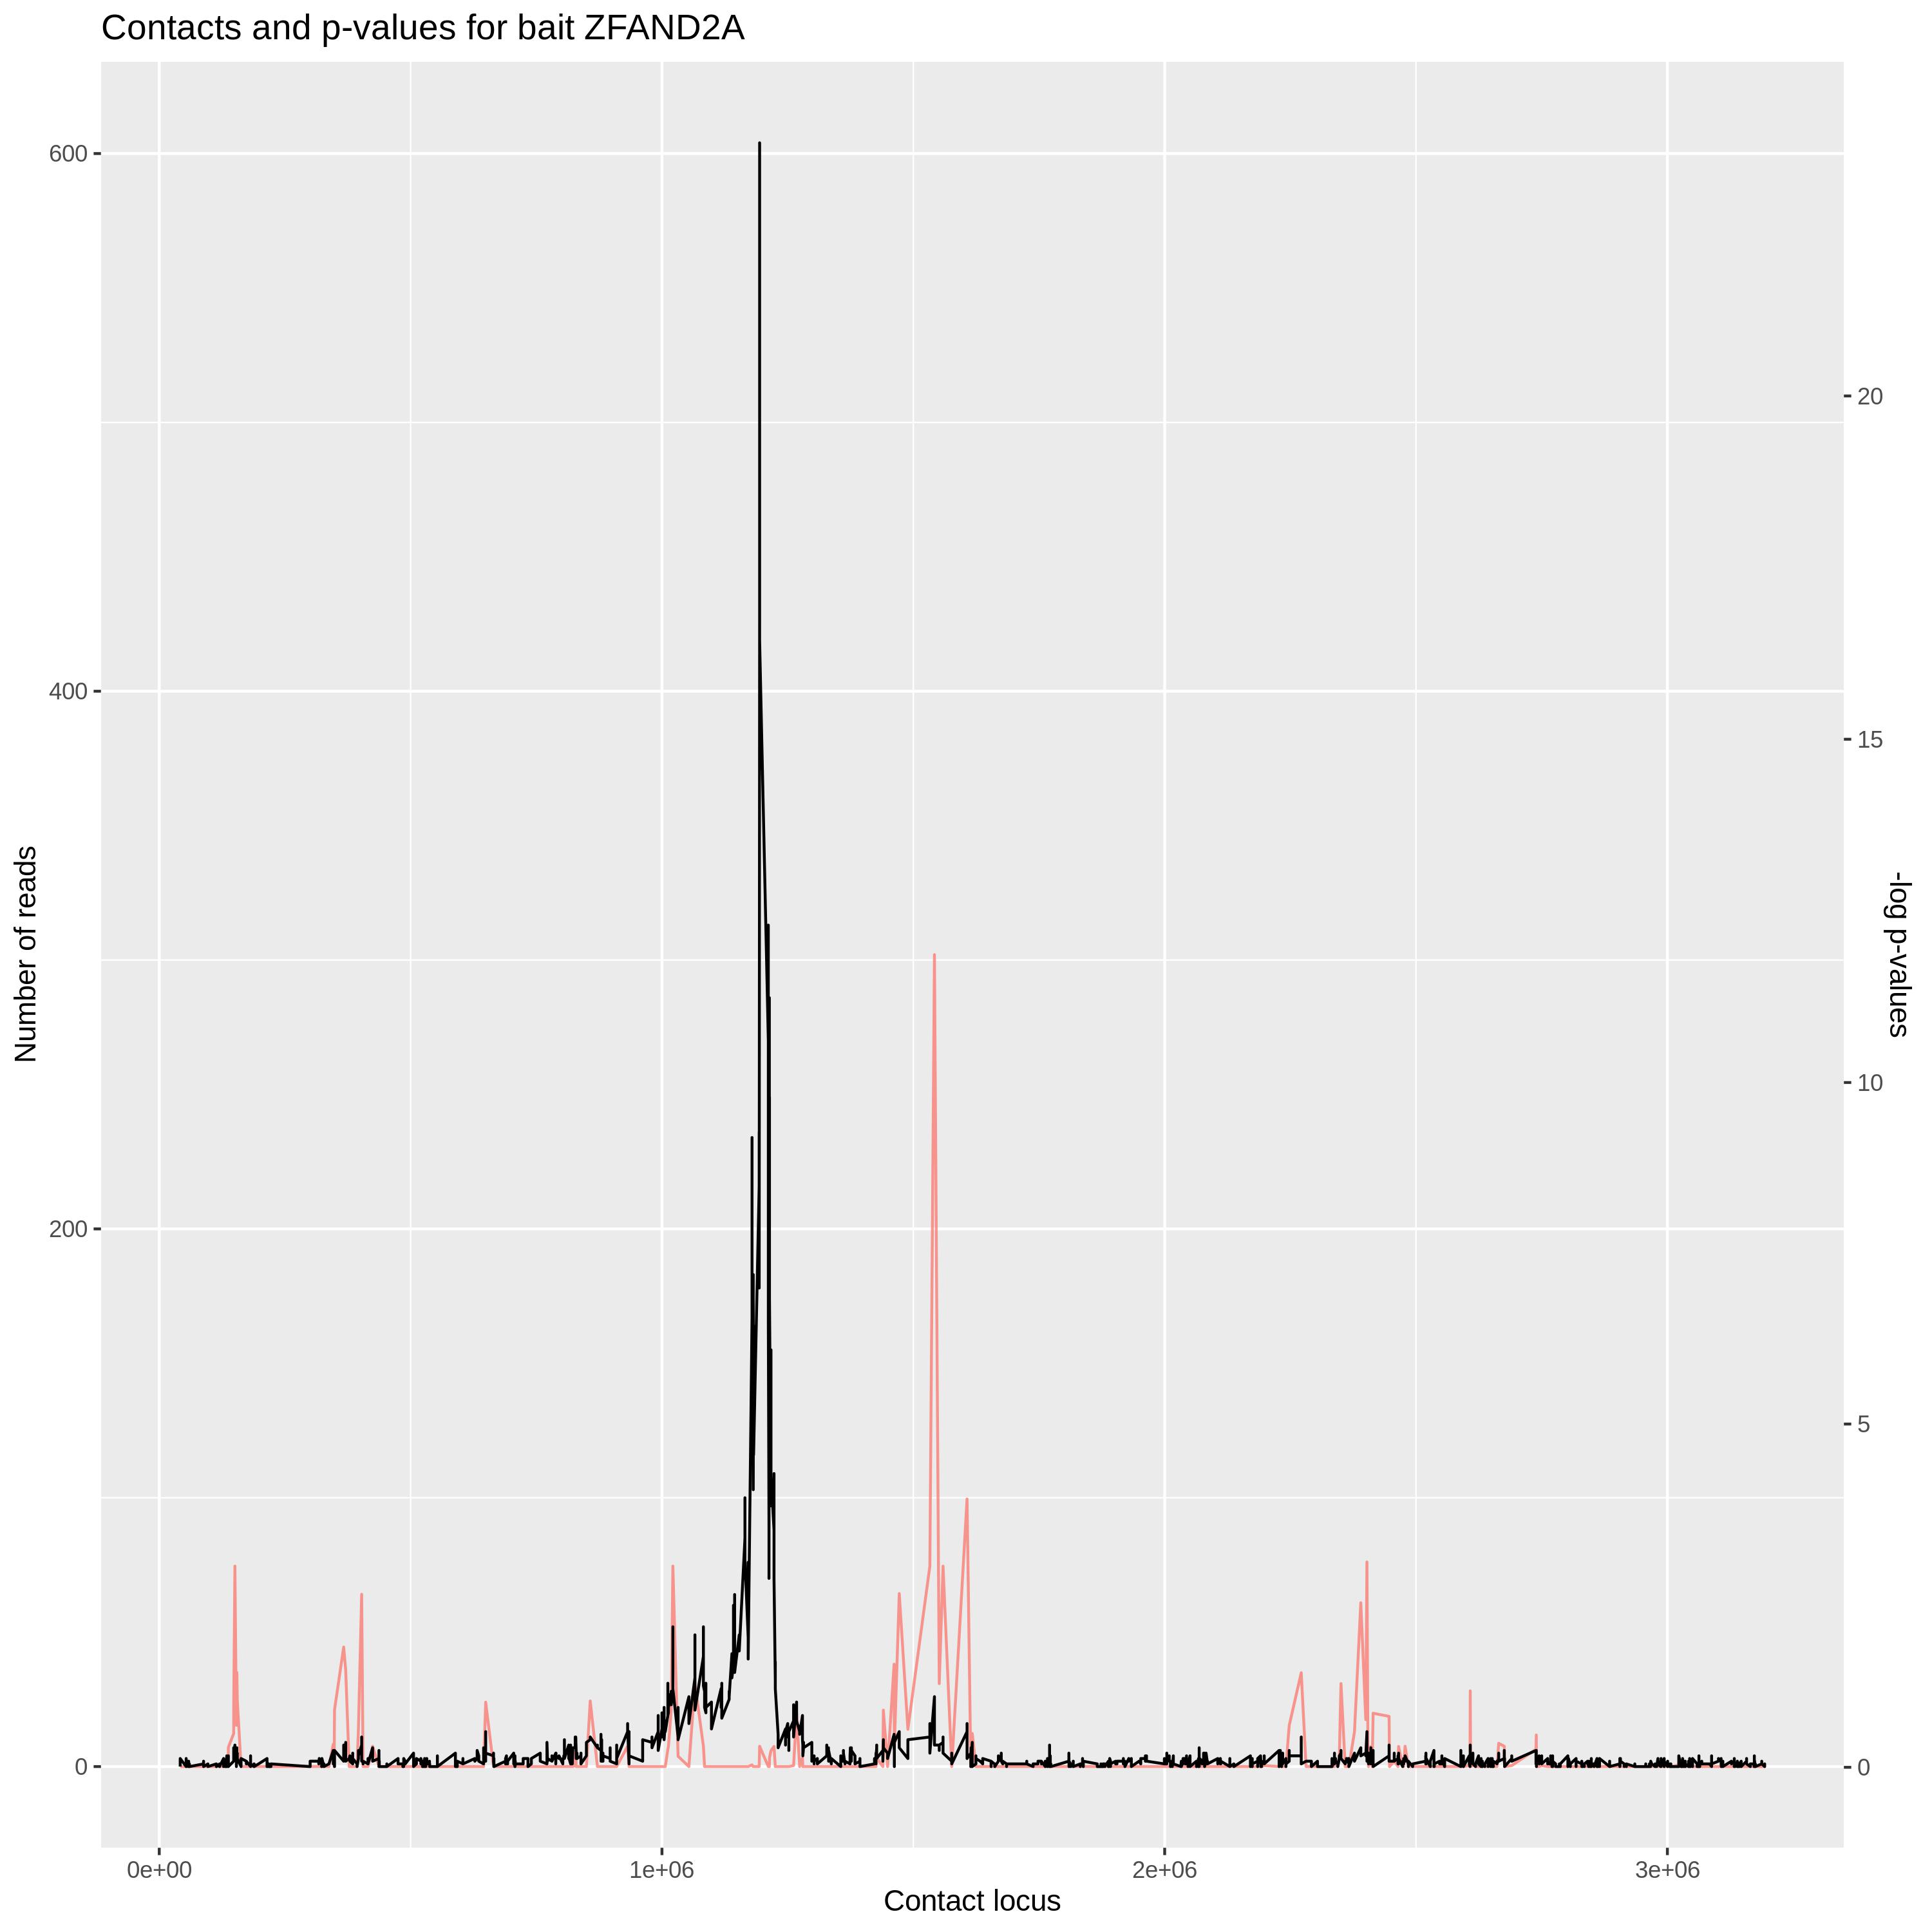 Contacts and p-values for bait ZFAND2A
Number of reads
600
400
200
0
-log p-values
20
15
10
5
0
0e+00
1e+06
2e+06
3e+06
Contact locus